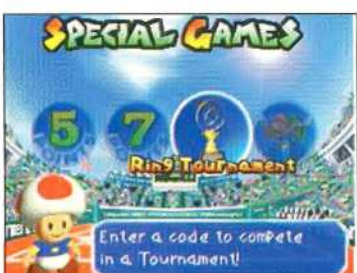 SPECIAL GAMES
5 7
Ring Tournament
Enter a code to compete
in a Tournament!